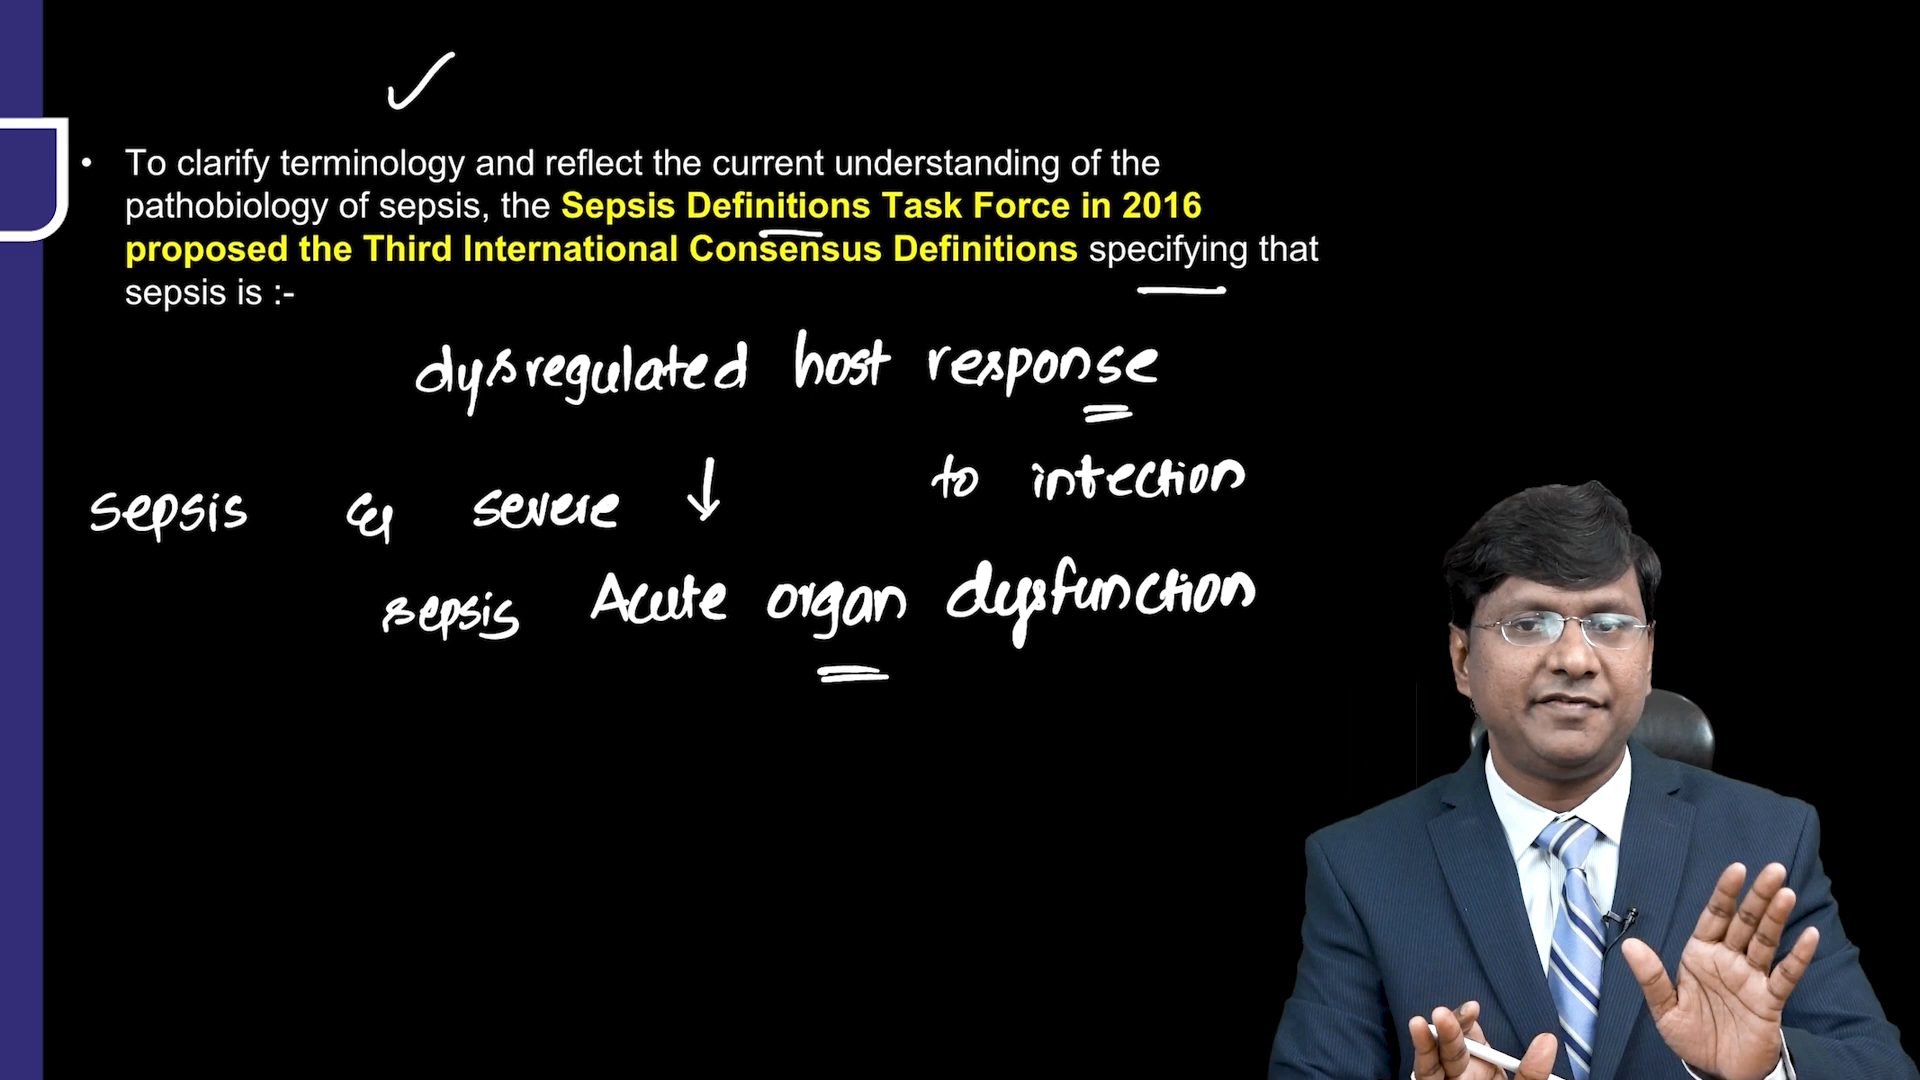 • To clarify terminology and reflect the current understanding of the
pathobiology of sepsis, the Sepsis Definitions Task Force in 2016
proposed the Third International Consensus Definitions specifying that
sepsis is :-
dysregulated host response
to infection
sepsis & severe ↓
sepsis Acute organ dysfunction